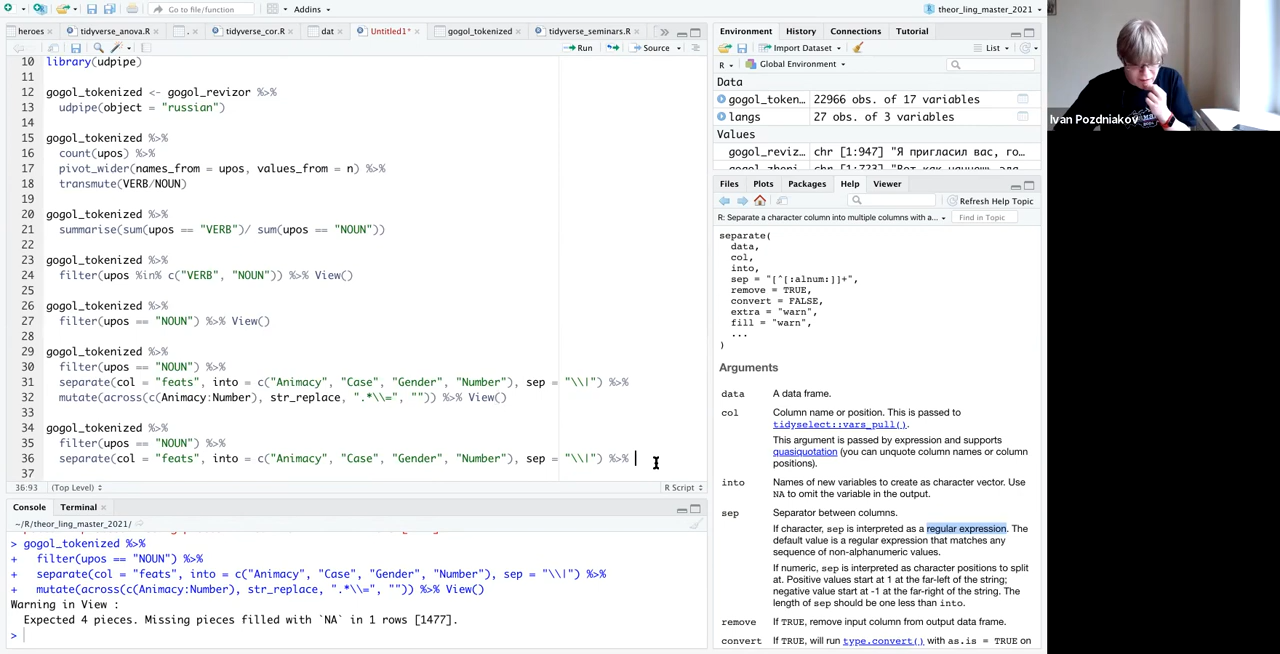 Go to file/function
Addins
theor_ling_master_2021
heroes
tidyverse_anova.R
tidyverse_cor.R
dat
Untitled1*
gogol_tokenized
tidyverse_seminars.R
Run
Source
10 library(udpipe)
11
12 gogol_tokenized <- gogol_revizor %>%
13 udpipe(object = "russian")
14
15 gogol_tokenized %>%
16 count(upos) %>%
17 pivot_wider(names_from = upos, values_from = n) %>%
18 transmute(VERB/NOUN)
19
20 gogol_tokenized %>%
21 summarise(sum(upos == "VERB")/ sum(upos == "NOUN"))
22
23 gogol_tokenized %>%
24 filter(upos %in% c("VERB", "NOUN")) %>% View()
25
26 gogol_tokenized %>%
27 filter(upos == "NOUN") %>% View()
28
29 gogol_tokenized %>%
30 filter(upos == "NOUN") %>%
31 separate(col = "feats", into = c("Animacy", "Case", "Gender", "Number"), sep = "\\|") %>%
32 mutate(across(c(Animacy:Number), str_replace, ".*\\=", "")) %>% View()
33
34 gogol_tokenized %>%
35 filter(upos == "NOUN") %>%
36 separate(col = "feats", into = c("Animacy", "Case", "Gender", "Number"), sep = "\\|") %>%
37
36:93 (Top Level) R Script
Console Terminal
~/R/theor_ling_master_2021/
> gogol_tokenized %>%
+ filter(upos == "NOUN") %>%
+ separate(col = "feats", into = c("Animacy", "Case", "Gender", "Number"), sep = "\\|") %>%
+ mutate(across(c(Animacy:Number), str_replace, ".*\\=", "")) %>% View()
Warning in View :
Expected 4 pieces. Missing pieces filled with `NA` in 1 rows [1477].
>
Environment History Connections Tutorial
Import Dataset
List
R Global Environment
Data
gogol_token… 22966 obs. of 17 variables
langs 27 obs. of 3 variables
Values
gogol_reviz… chr [1:947] "Я пригласил вас, го…
Files Plots Packages Help Viewer
Refresh Help Topic
R: Separate a character column into multiple columns with a...
Find in Topic
separate(
data,
col,
into,
sep = "[^[:alnum:]]+",
remove = TRUE,
convert = FALSE,
extra = "warn",
fill = "warn",
...
)
Arguments
data A data frame.
col Column name or position. This is passed to
tidyselect::vars_pull().
This argument is passed by expression and supports
quasiquotation (you can unquote column names or column
positions).
into Names of new variables to create as character vector. Use
NA to omit the variable in the output.
sep Separator between columns.
If character, sep is interpreted as a regular expression. The
default value is a regular expression that matches any
sequence of non-alphanumeric values.
If numeric, sep is interpreted as character positions to split
at. Positive values start at 1 at the far-left of the string;
negative value start at -1 at the far-right of the string. The
length of sep should be one less than into.
remove If TRUE, remove input column from output data frame.
convert If TRUE, will run type.convert() with as.is = TRUE on
Ivan Pozdniakov